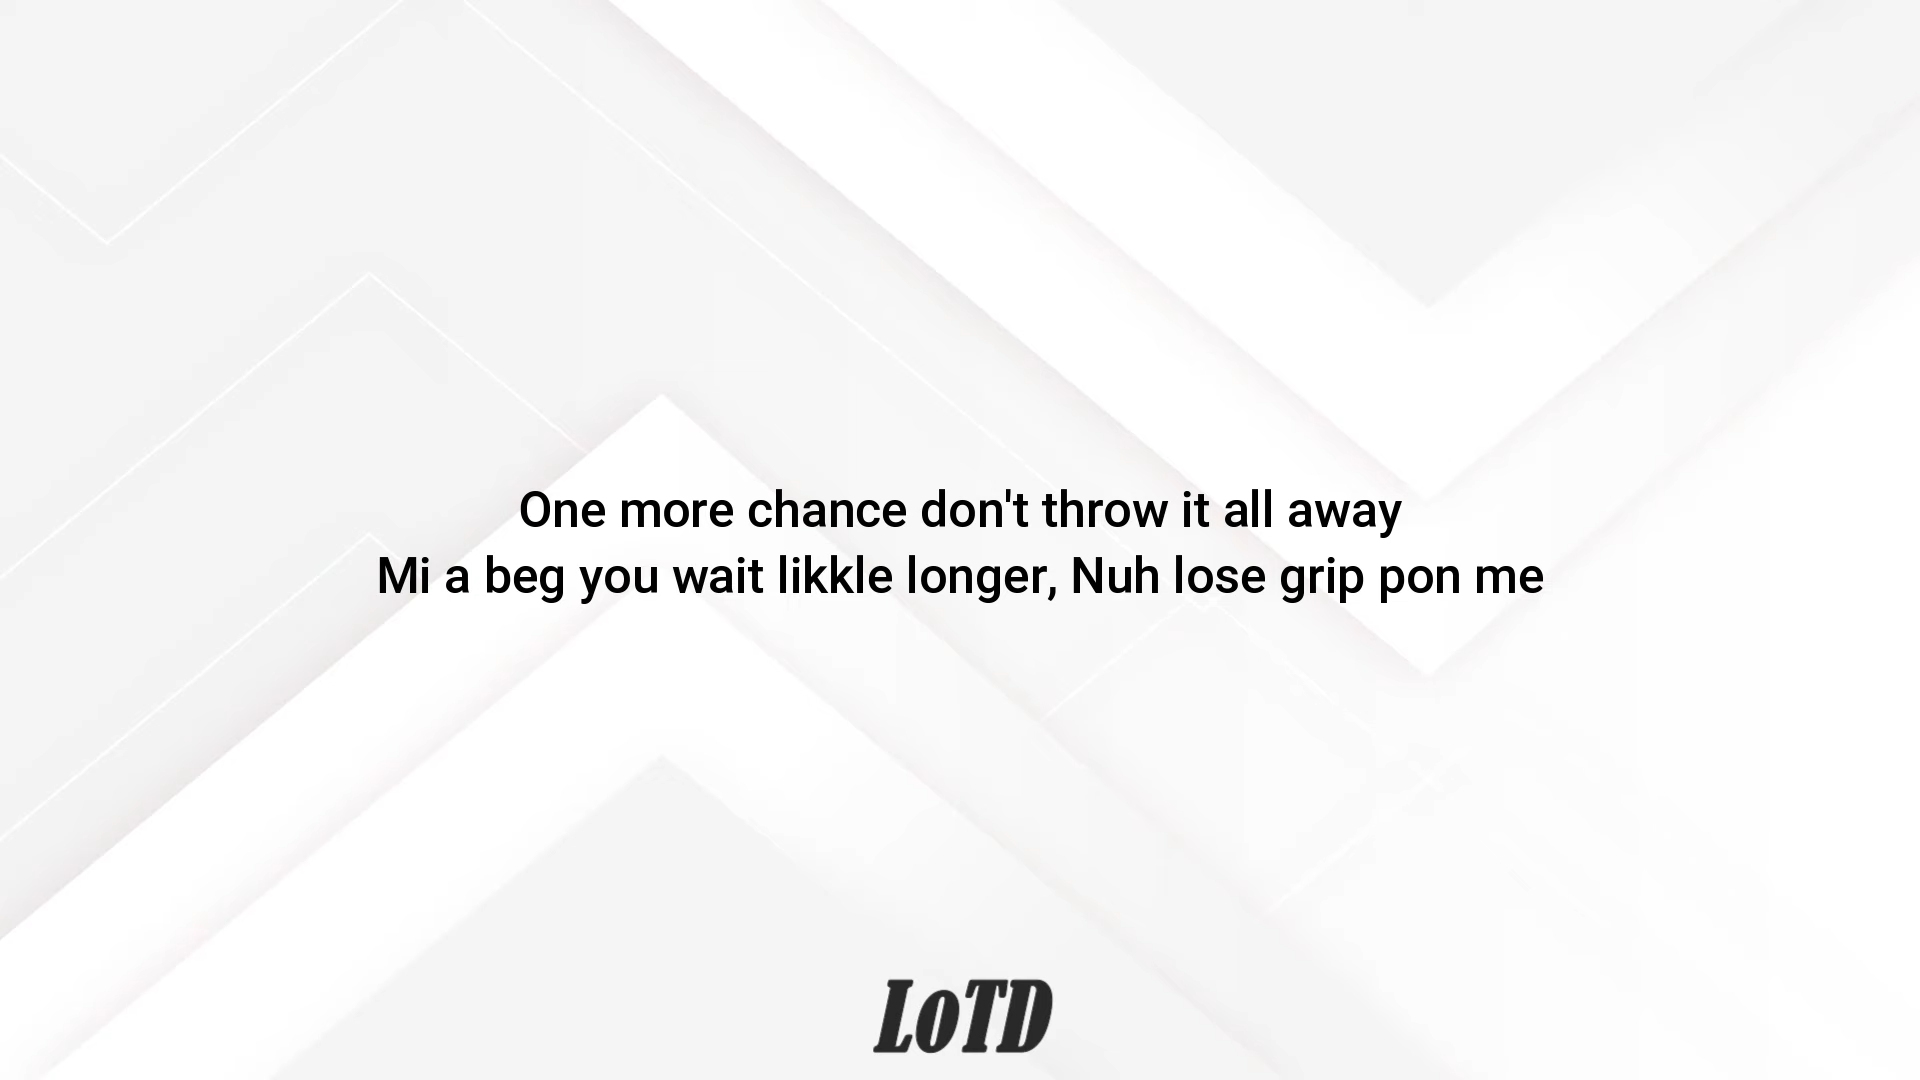 One more chance don't throw it all away
Mi a beg you wait likkle longer, Nuh lose grip pon me
LoTD